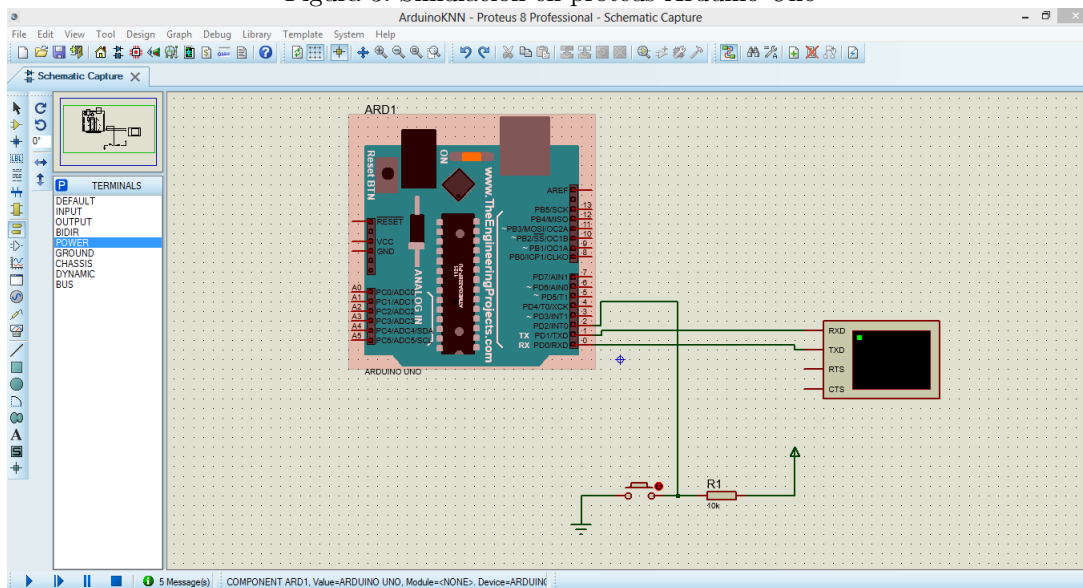 ArduinoKNN - Proteus 8 Professional - Schematic Capture
File Edit View Tool Design Graph Debug Library Template System Help
Schematic Capture
0°
P TERMINALS
DEFAULT
INPUT
OUTPUT
BIDIR
POWER
GROUND
CHASSIS
DYNAMIC
BUS
ARD1
Reset BTN
ON
www.TheEngineeringProjects.com
ANALOG IN
RESET
VCC
GND
A0 PC0/ADC0
A1 PC1/ADC1
A2 PC2/ADC2
A3 PC3/ADC3
A4 PC4/ADC4/SDA
A5 PC5/ADC5/SCL
AREF
PB5/SCK 13
PB4/MISO 12
~PB3/MOSI/OC2A 11
~PB2/SS/OC1B 10
~PB1/OC1A 9
PB0/ICP1/CLKO 8
PD7/AIN1 7
~PD6/AIN0 6
~PD5/T1 5
PD4/T0/XCK 4
~PD3/INT1 3
PD2/INT0 2
TX PD1/TXD 1
RX PD0/RXD 0
ARDUINO UNO
RXD
TXD
RTS
CTS
R1
10k
5 Message(s) COMPONENT ARD1, Value=ARDUINO UNO, Module=<NONE>, Device=ARDUIN